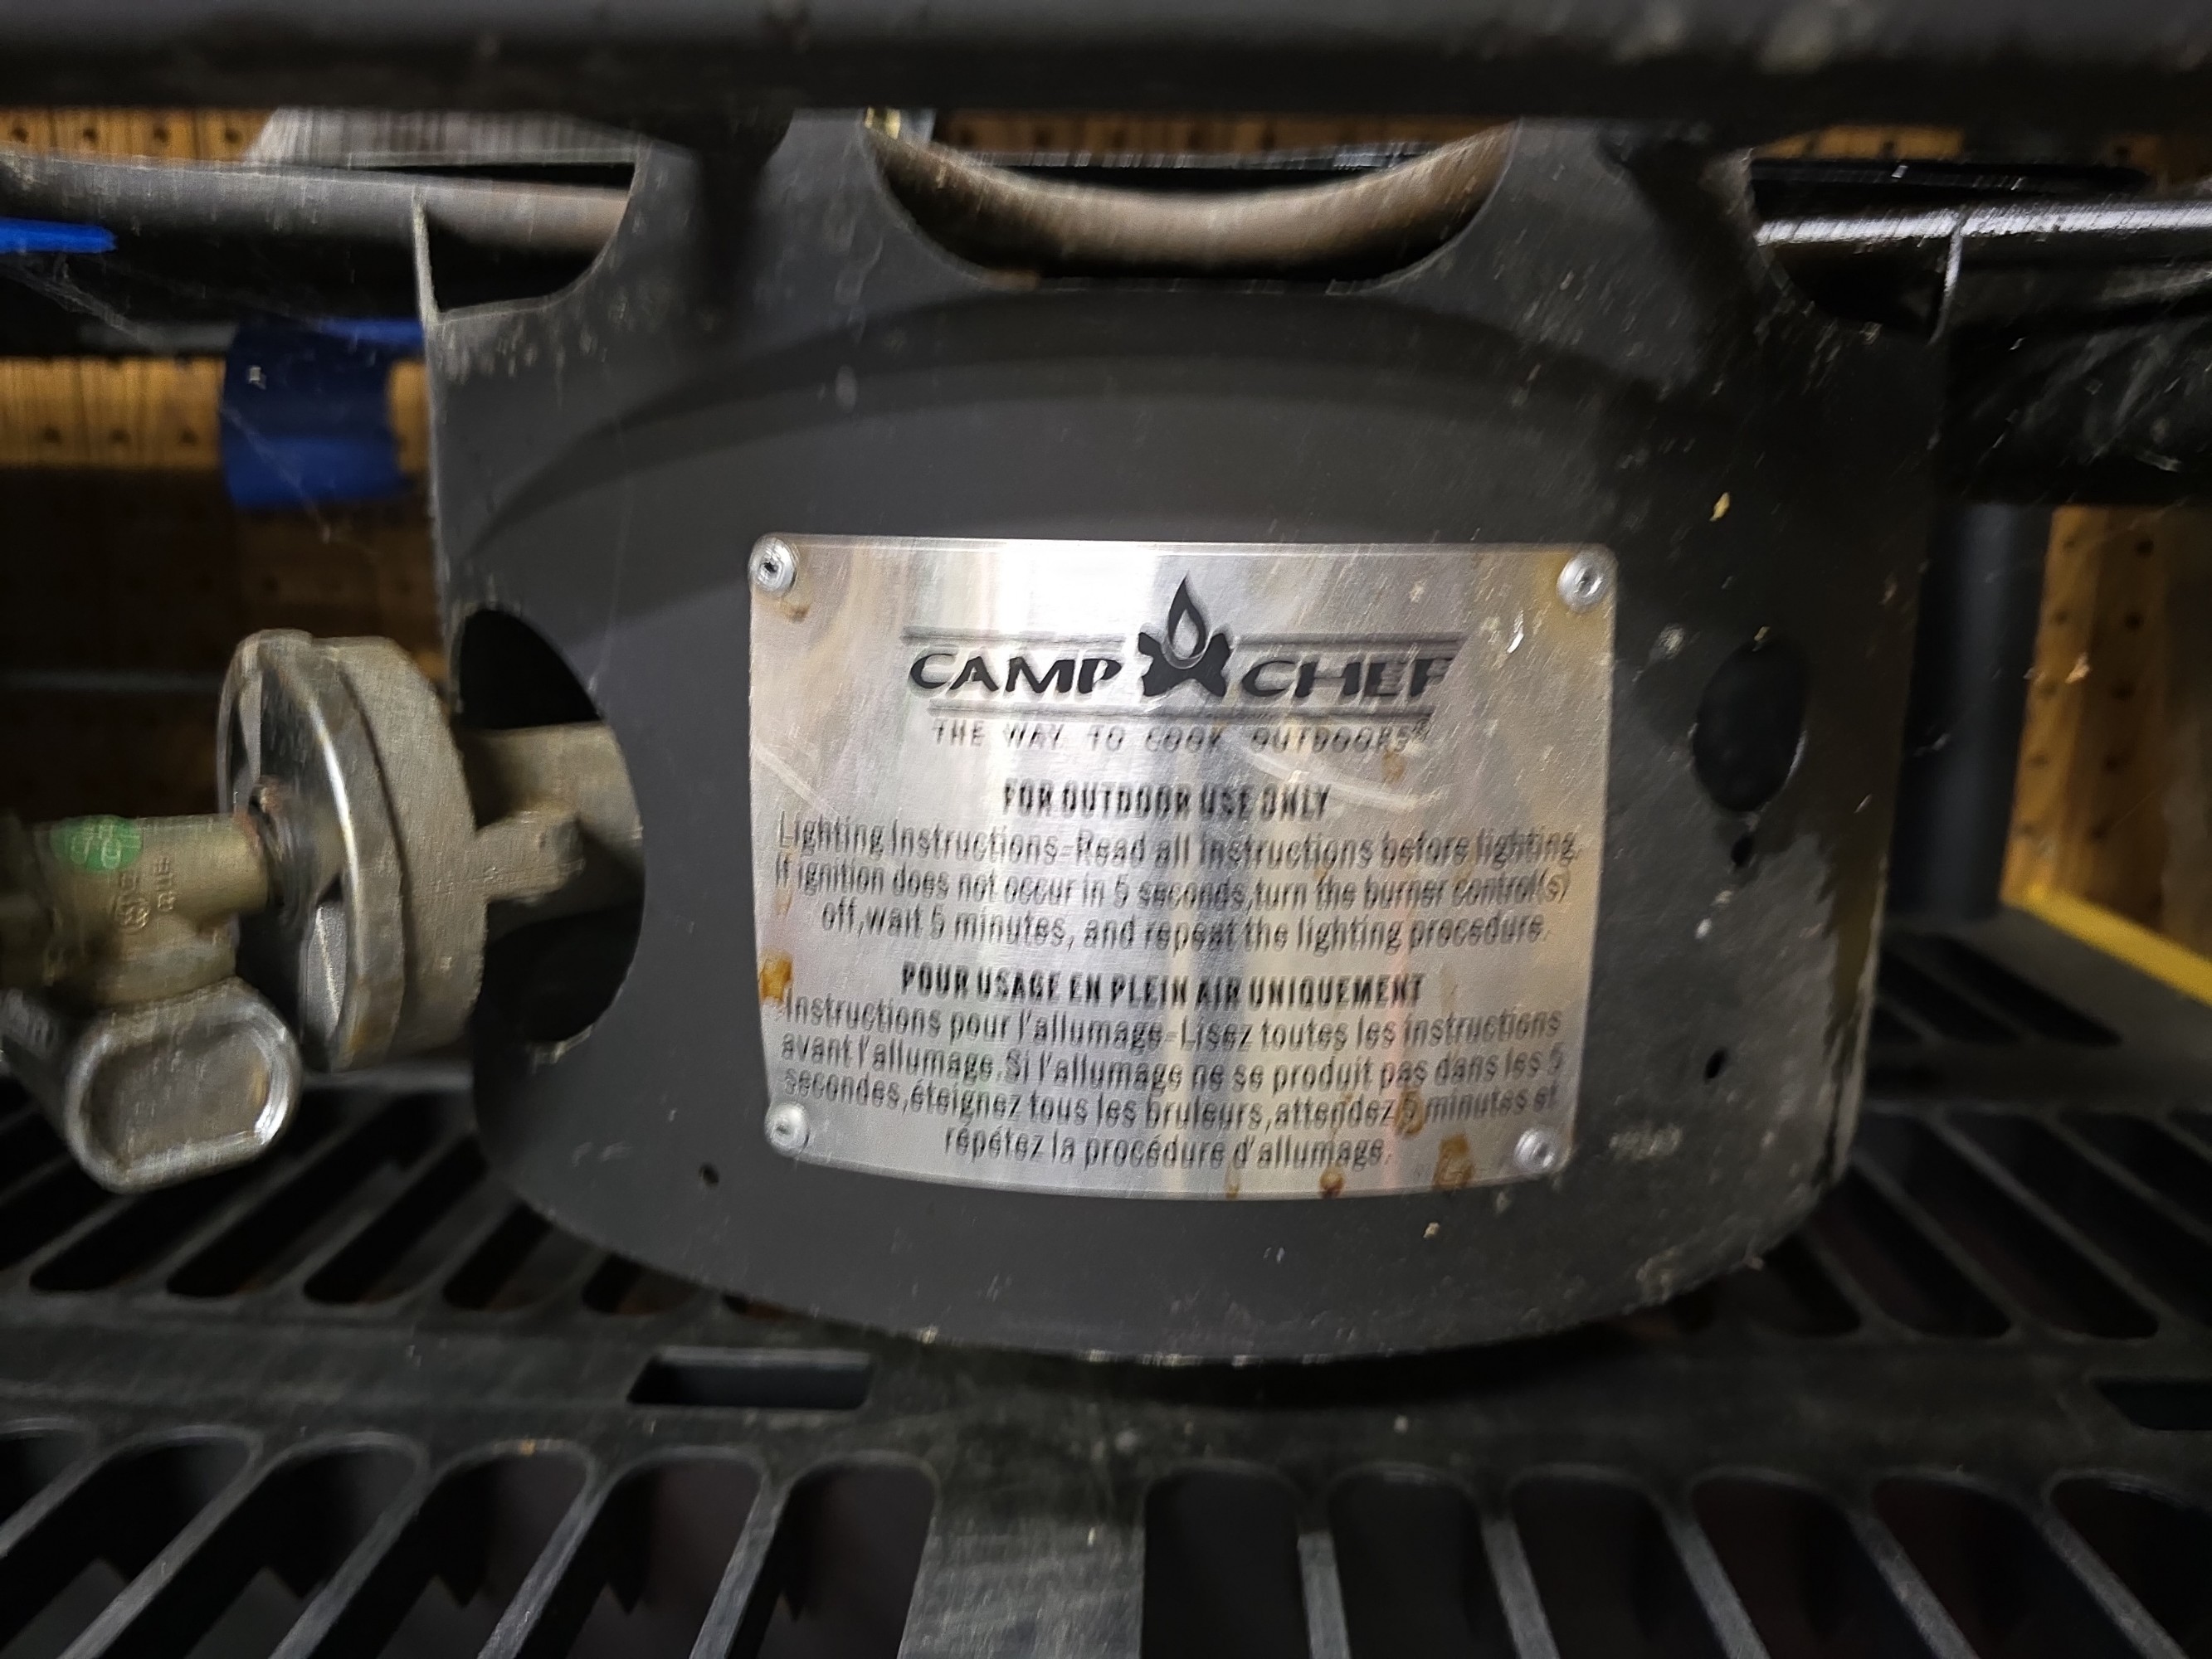 CAMP CHEF
THE WAY TO COOK OUTDOORS®
FOR OUTDOOR USE ONLY
Lighting Instructions-Read all instructions before lighting.
If ignition does not occur in 5 seconds,turn the burner control(s)
off,wait 5 minutes, and repeat the lighting procedure.
POUR USAGE EN PLEIN AIR UNIQUEMENT
Instructions pour l'allumage-Lisez toutes les instructions
avant l'allumage.Si l'allumage ne se produit pas dans les 5
secondes,éteignez tous les bruleurs,attendez 5 minutes et
répétez la procédure d'allumage.